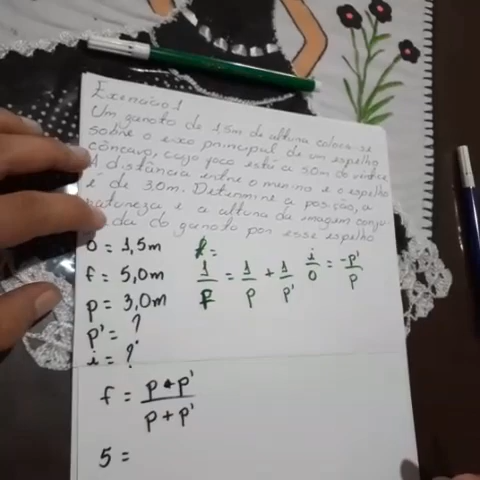 Exercício 1
Um garoto de 1,5m de altura coloca-se
sobre o eixo principal de um espelho
côncavo, cujo foco está a 5,0m do vértice
A distância entre o menino e o espelho
é de 3,0m. Determine a posição, a
natureza e a altura da imagem conju
gada do garoto por esse espelho
O = 1,5m
f = 5,0m
p = 3,0m
p' = ?
i = ?
f =
1/f = 1/p + 1/p' i/O = -p'/p
f = p • p' / p + p'
5 =